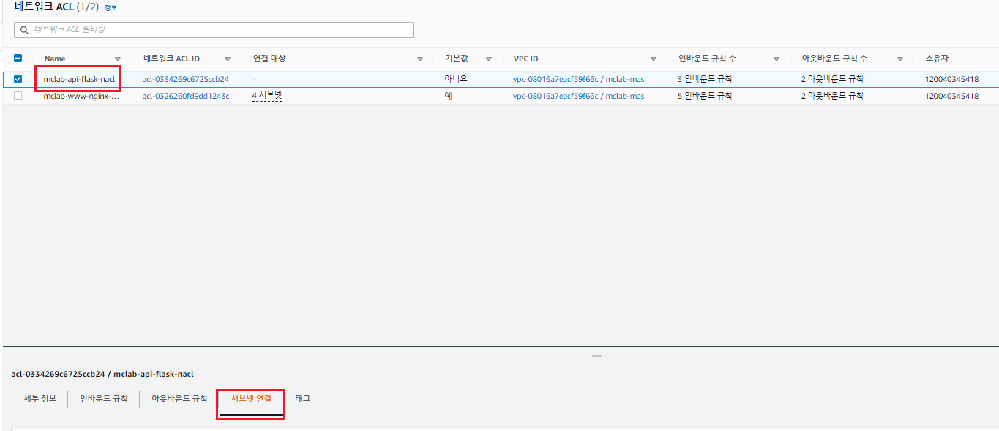 네트워크 ACL (1/2) 정보
네트워크 ACL 필터링
Name 네트워크 ACL ID 연결 대상 기본값 VPC ID 인바운드 규칙 수 아웃바운드 규칙 수 소유자
mclab-api-flask-nacl acl-0334269c6725ccb24 – 아니요 vpc-08016a7eacf59f66c / mclab-mas 3 인바운드 규칙 2 아웃바운드 규칙 120040345418
mclab-www-nginx-... acl-0326260fd9dd1243c 4 서브넷 예 vpc-08016a7eacf59f66c / mclab-mas 5 인바운드 규칙 2 아웃바운드 규칙 120040345418
acl-0334269c6725ccb24 / mclab-api-flask-nacl
세부 정보 인바운드 규칙 아웃바운드 규칙 서브넷 연결 태그